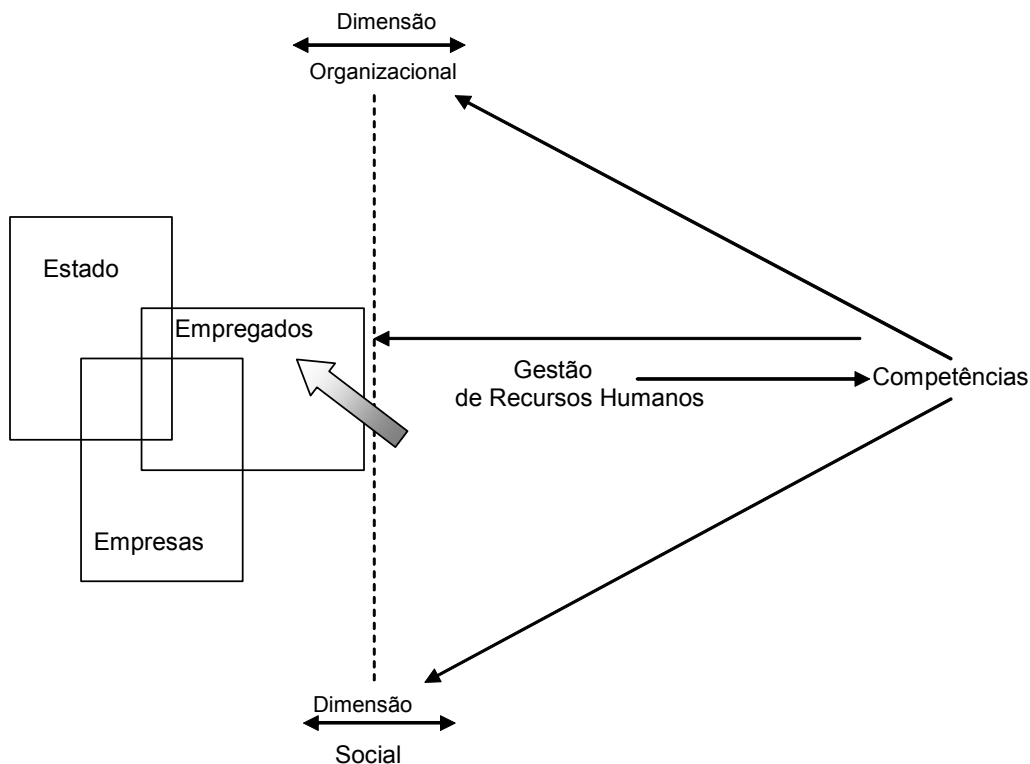 Dimensão
Organizacional
Estado
Empregados
Gestão
de Recursos Humanos
Competências
Empresas
Dimensão
Social